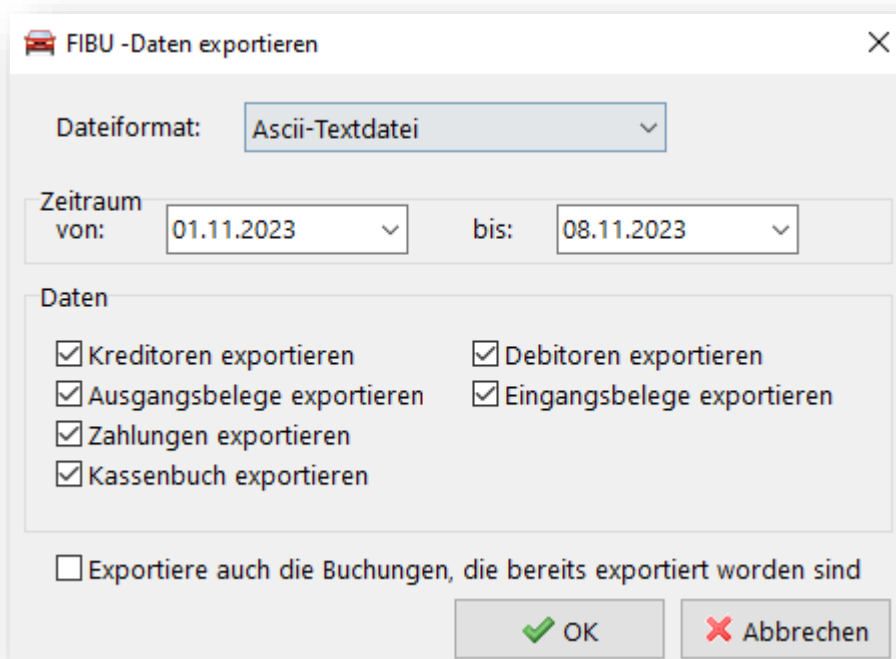 FIBU -Daten exportieren
Dateiformat: Ascii-Textdatei
Zeitraum
von: 01.11.2023 bis: 08.11.2023
Daten
Kreditoren exportieren Debitoren exportieren
Ausgangsbelege exportieren Eingangsbelege exportieren
Zahlungen exportieren
Kassenbuch exportieren
Exportiere auch die Buchungen, die bereits exportiert worden sind
OK Abbrechen